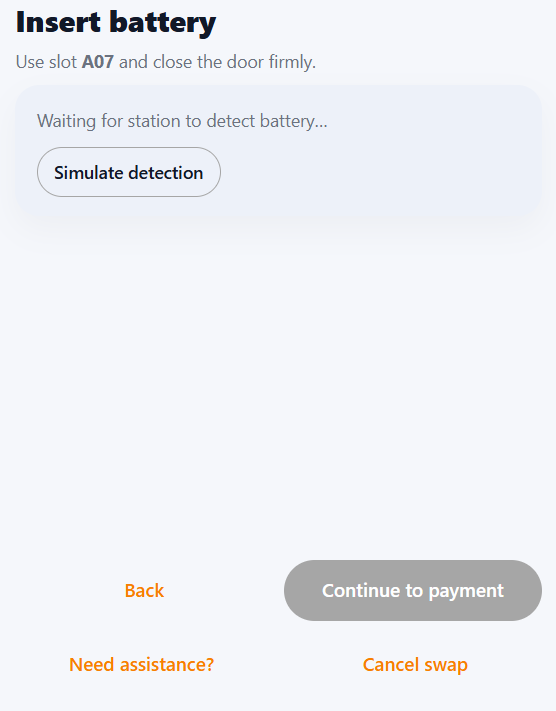 Insert battery
Use slot A07 and close the door firmly.
Waiting for station to detect battery...
Simulate detection
Back
Continue to payment
Need assistance?
Cancel swap